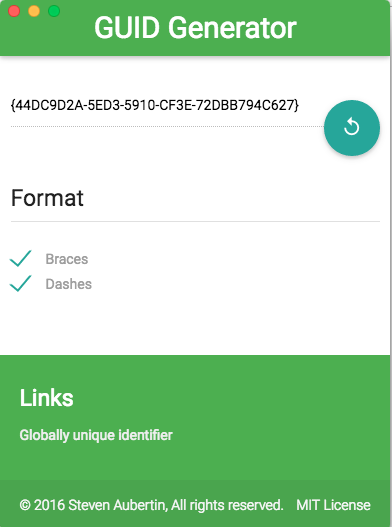 GUID Generator
{44DC9D2A-5ED3-5910-CF3E-72DBB794C627}
Format
Braces
Dashes
Links
Globally unique identifier
© 2016 Steven Aubertin, All rights reserved. MIT License